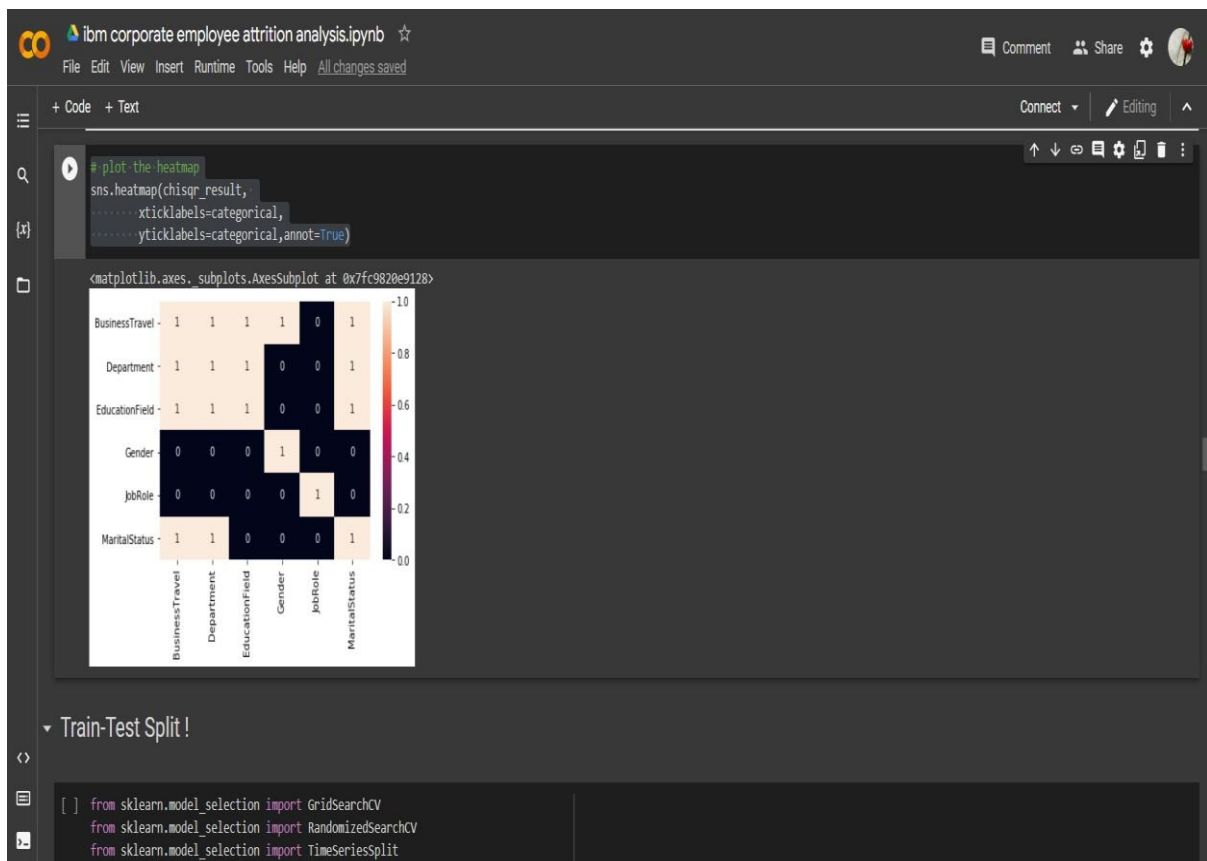 CO
ibm corporate employee attrition analysis.ipynb
Comment Share
File Edit View Insert Runtime Tools Help All changes saved
+ Code + Text
Connect Editing
# plot the heatmap
sns.heatmap(chisqr_result,
xticklabels=categorical,
yticklabels=categorical,annot=True)
{x}
<matplotlib.axes._subplots.AxesSubplot at 0x7fc9820e9128>
BusinessTravel 1 1 1 1 0 1
Department 1 1 1 0 0 1
EducationField 1 1 1 0 0 1
Gender 0 0 0 1 0 0
JobRole 0 0 0 0 1 0
MaritalStatus 1 1 0 0 0 1
1.0
0.8
0.6
0.4
0.2
0.0
BusinessTravel
Department
EducationField
Gender
JobRole
MaritalStatus
Train-Test Split !
[ ] from sklearn.model_selection import GridSearchCV
from sklearn.model_selection import RandomizedSearchCV
from sklearn.model_selection import TimeSeriesSplit